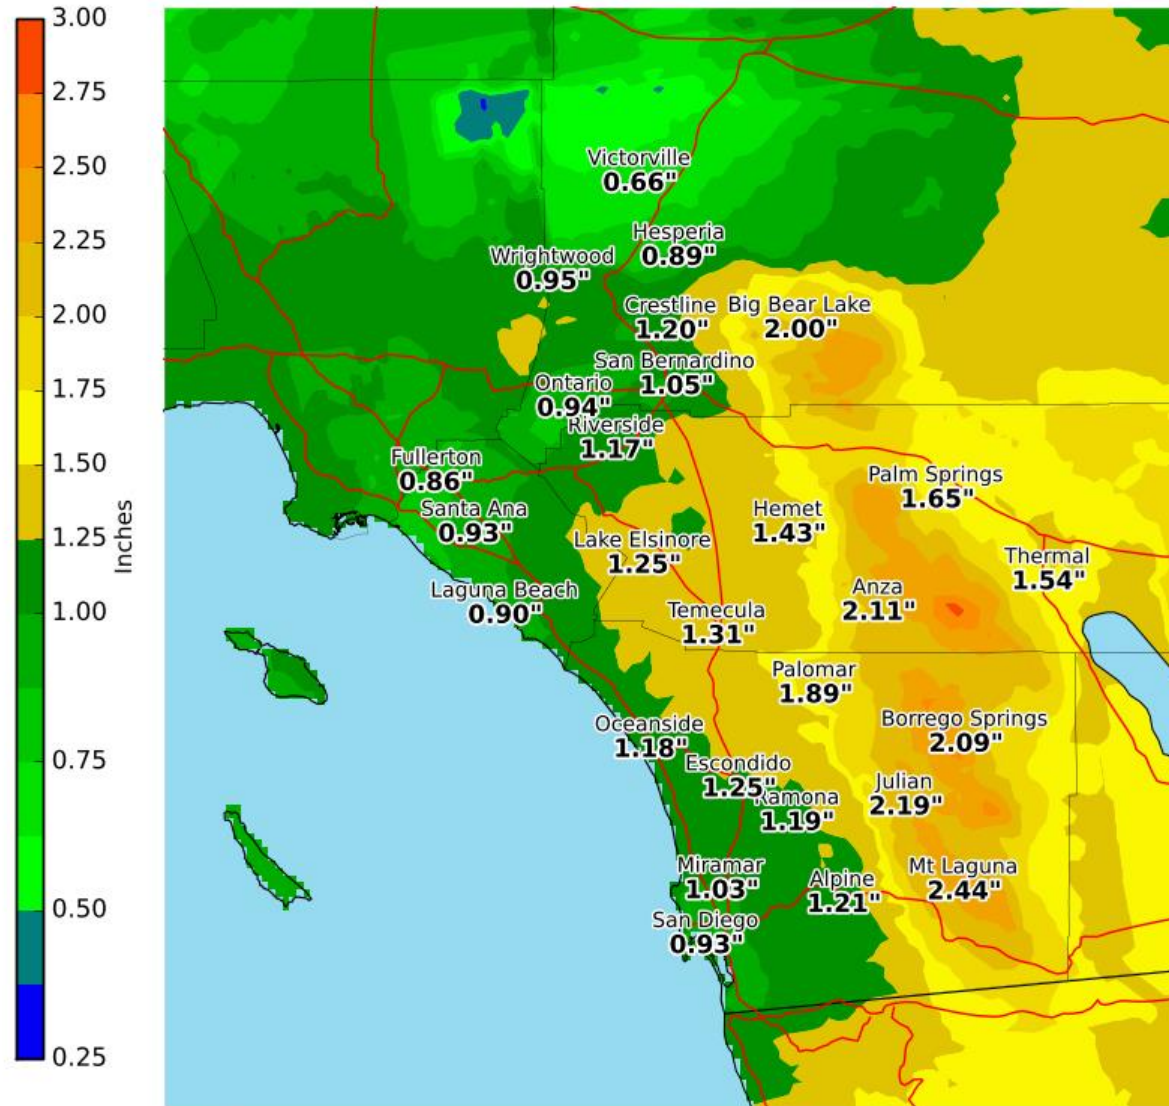 3.00
2.75
2.50
2.25
2.00
1.75
1.50
1.25
1.00
0.75
0.50
0.25
Inches
Victorville
0.66"
Hesperia
0.89"
Wrightwood
0.95"
Crestline
1.20"
Big Bear Lake
2.00"
San Bernardino
1.05"
Ontario
0.94"
Riverside
1.17"
Fullerton
0.86"
Palm Springs
1.65"
Santa Ana
0.93"
Hemet
1.43"
Lake Elsinore
1.25"
Thermal
1.54"
Laguna Beach
0.90"
Anza
2.11"
Temecula
1.31"
Palomar
1.89"
Oceanside
1.18"
Borrego Springs
2.09"
Escondido
1.25"
Julian
2.19"
Ramona
1.19"
Miramar
1.03"
Alpine
1.21"
Mt Laguna
2.44"
San Diego
0.93"